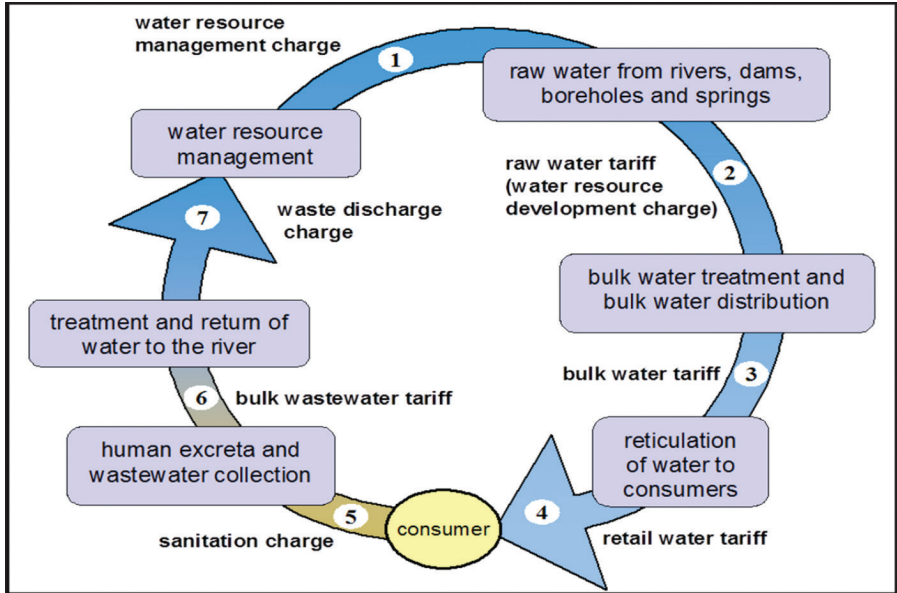 water resource
management charge
1
raw water from rivers, dams,
boreholes and springs
water resource
management
raw water tariff
(water resource
development charge)
2
7
waste discharge
charge
bulk water treatment and
bulk water distribution
treatment and return of
water to the river
bulk water tariff
3
6
bulk wastewater tariff
human excreta and
wastewater collection
reticulation
of water to
consumers
5
consumer
4
sanitation charge
retail water tariff